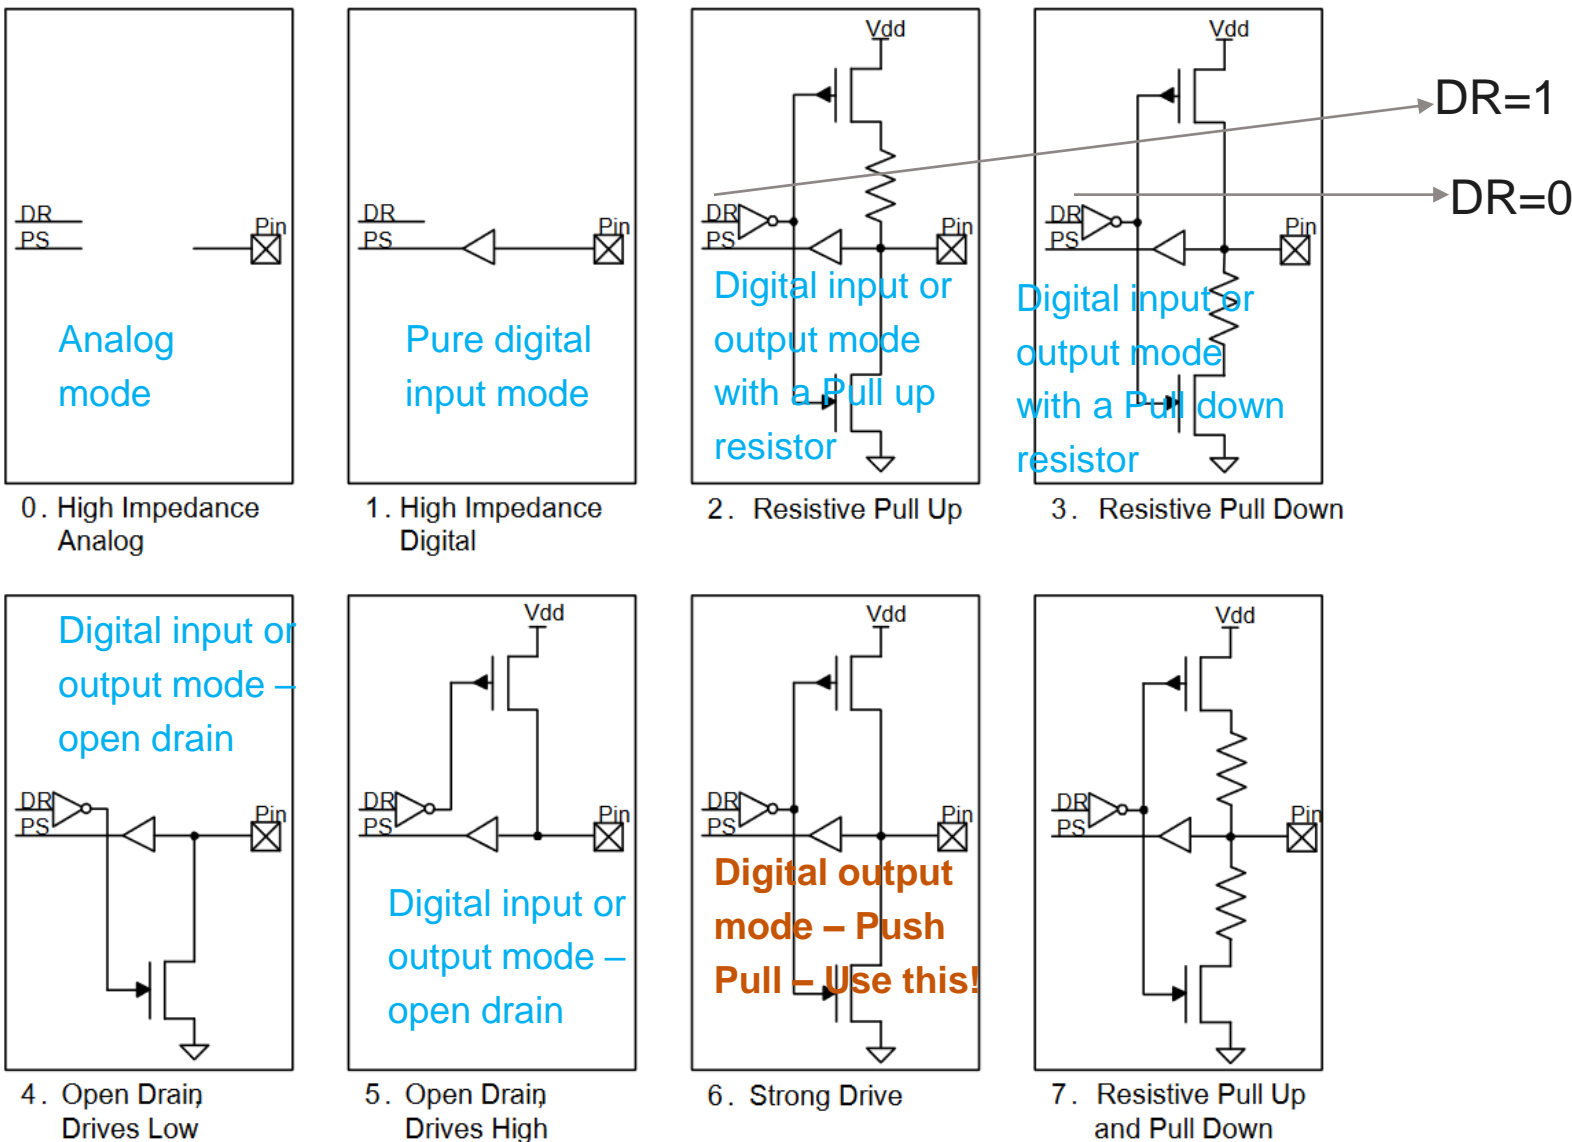 DR
PS
Pin
Analog
mode
0. High Impedance
Analog
DR
PS
Pin
Pure digital
input mode
1. High Impedance
Digital
Vdd
DR
PS
Pin
Digital input or
output mode
with a Pull up
resistor
2. Resistive Pull Up
Vdd
DR
PS
Pin
Digital input or
output mode
with a Pull down
resistor
3. Resistive Pull Down
DR=1
DR=0
Digital input or
output mode –
open drain
DR
PS
Pin
4. Open Drain,
Drives Low
Vdd
DR
PS
Pin
Digital input or
output mode –
open drain
5. Open Drain,
Drives High
Vdd
DR
PS
Pin
Digital output
mode – Push
Pull – Use this!
6. Strong Drive
Vdd
DR
PS
Pin
7. Resistive Pull Up
and Pull Down